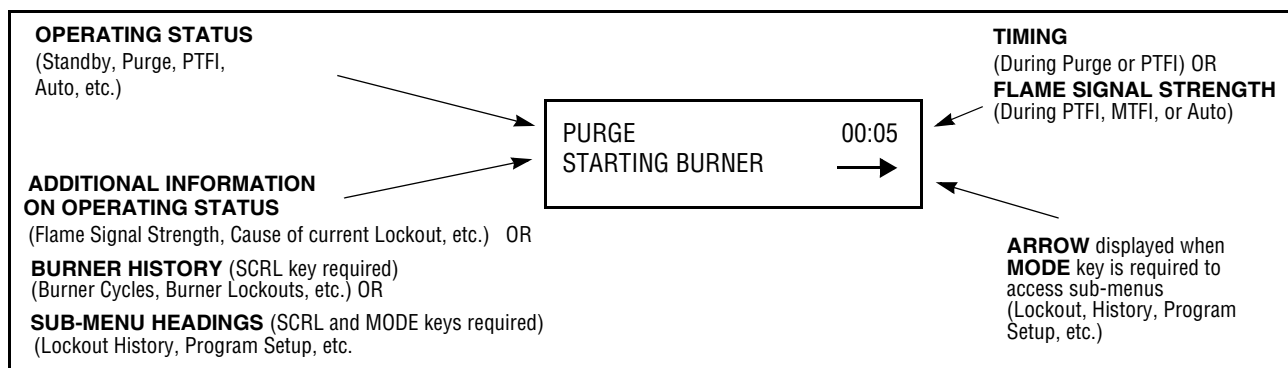 OPERATING STATUS
(Standby, Purge, PTFI,
Auto, etc.)
ADDITIONAL INFORMATION
ON OPERATING STATUS
(Flame Signal Strength, Cause of current Lockout, etc.) OR
BURNER HISTORY (SCRL key required)
(Burner Cycles, Burner Lockouts, etc.) OR
SUB-MENU HEADINGS (SCRL and MODE keys required)
(Lockout History, Program Setup, etc.
PURGE 00:05
STARTING BURNER
TIMING
(During Purge or PTFI) OR
FLAME SIGNAL STRENGTH
(During PTFI, MTFI, or Auto)
ARROW displayed when
MODE key is required to
access sub-menus
(Lockout, History, Program
Setup, etc.)